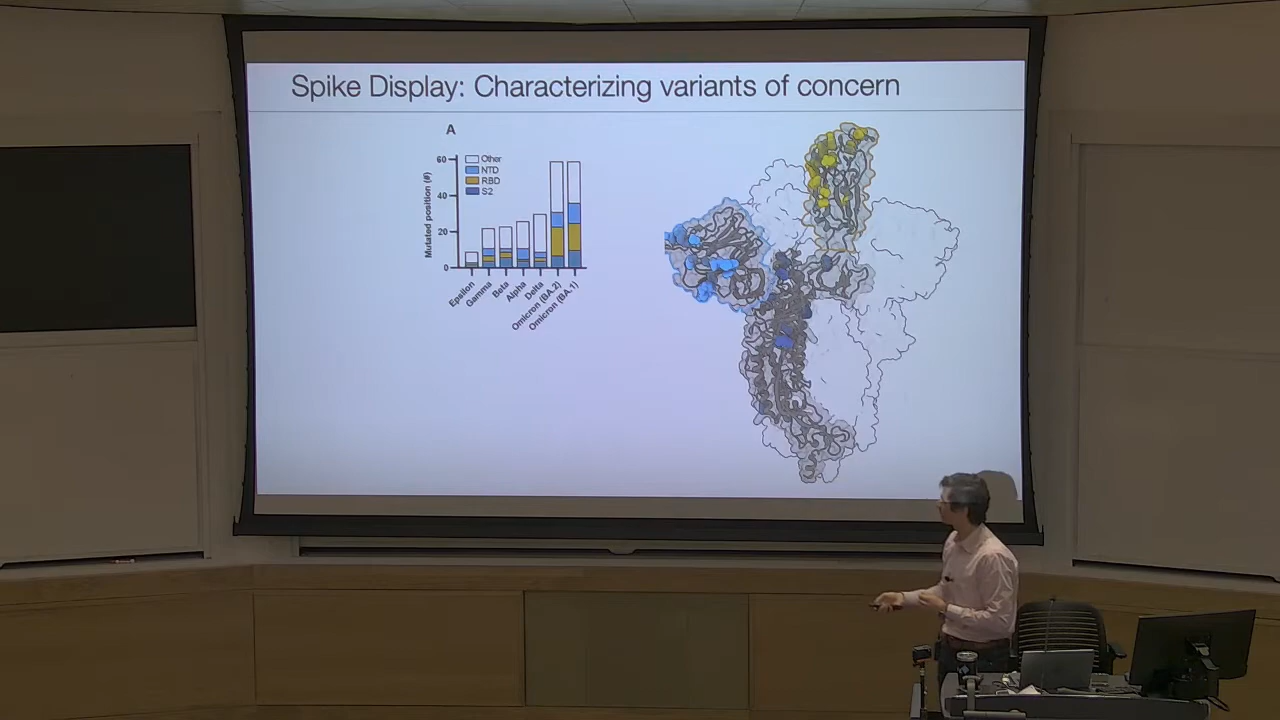 Spike Display: Characterizing variants of concern
A
Mutated position (#)
60
40
20
0
Other
NTD
RBD
S2
Epsilon
Gamma
Beta
Alpha
Delta
Omicron (BA.2)
Omicron (BA.1)